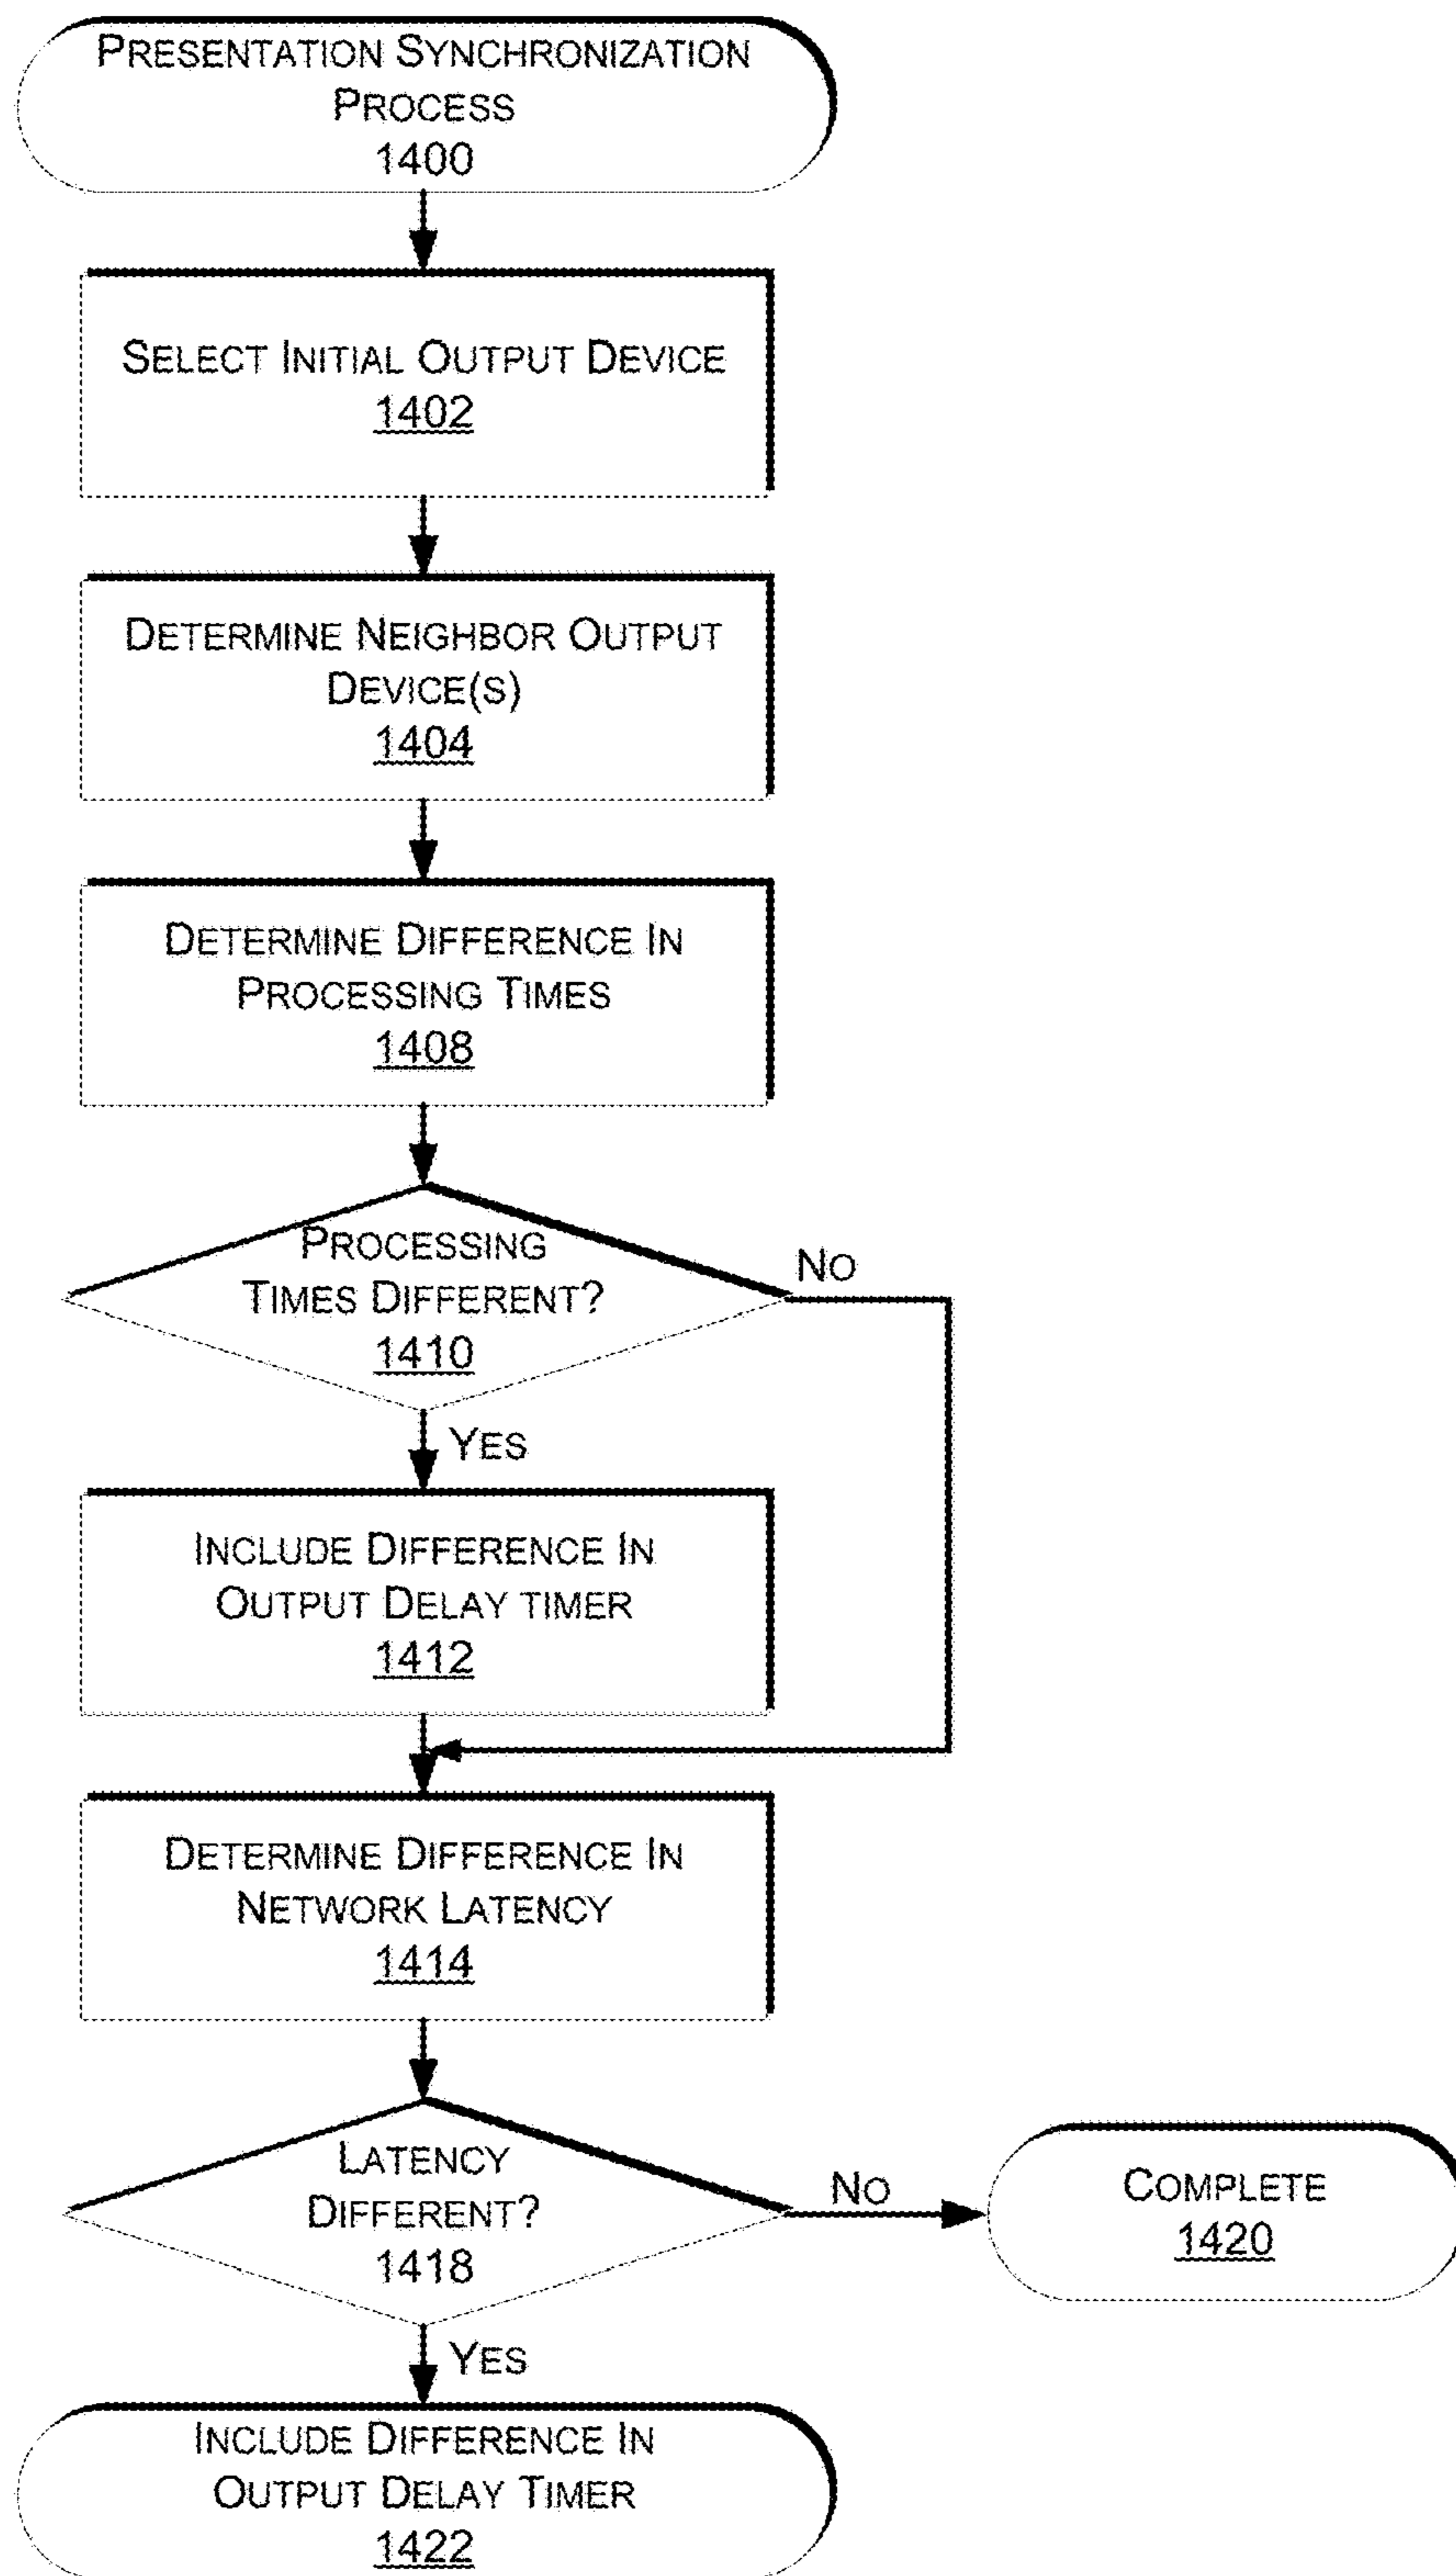 PRESENTATION SYNCHRONIZATION
PROCESS
1400
SELECT INITIAL OUTPUT DEVICE
1402
DETERMINE NEIGHBOR OUTPUT
DEVICE(S)
1404
DETERMINE DIFFERENCE IN
PROCESSING TIMES
1408
PROCESSING
TIMES DIFFERENT?
1410
NO
YES
INCLUDE DIFFERENCE IN
OUTPUT DELAY TIMER
1412
DETERMINE DIFFERENCE IN
NETWORK LATENCY
1414
LATENCY
DIFFERENT?
1418
NO
COMPLETE
1420
YES
INCLUDE DIFFERENCE IN
OUTPUT DELAY TIMER
1422